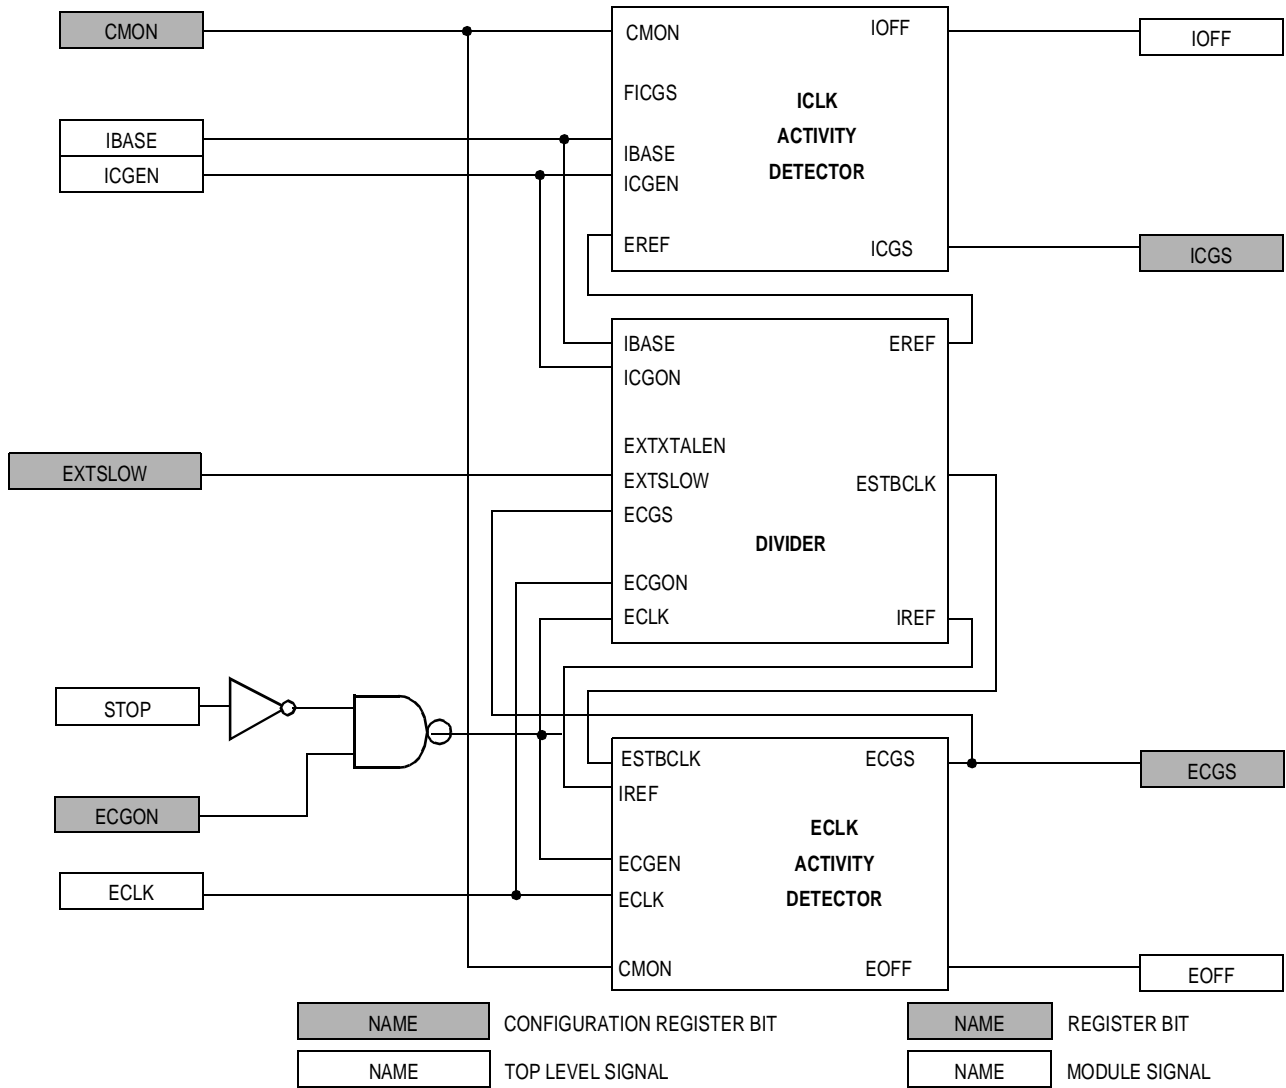 CMON
CMON
IOFF
IOFF
FICGS
ICLK
ACTIVITY
DETECTOR
IBASE
ICGEN
IBASE
ICGEN
EREF
ICGS
ICGS
IBASE
EREF
ICGON
EXTXTALEN
EXTSLOW
EXTSLOW
ESTBCLK
ECGS
DIVIDER
ECGON
ECLK
IREF
STOP
ESTBCLK
ECGS
ECGS
IREF
ECGON
ECLK
ACTIVITY
DETECTOR
ECGEN
ECLK
ECLK
CMON
EOFF
EOFF
NAME CONFIGURATION REGISTER BIT
NAME REGISTER BIT
NAME TOP LEVEL SIGNAL
NAME MODULE SIGNAL